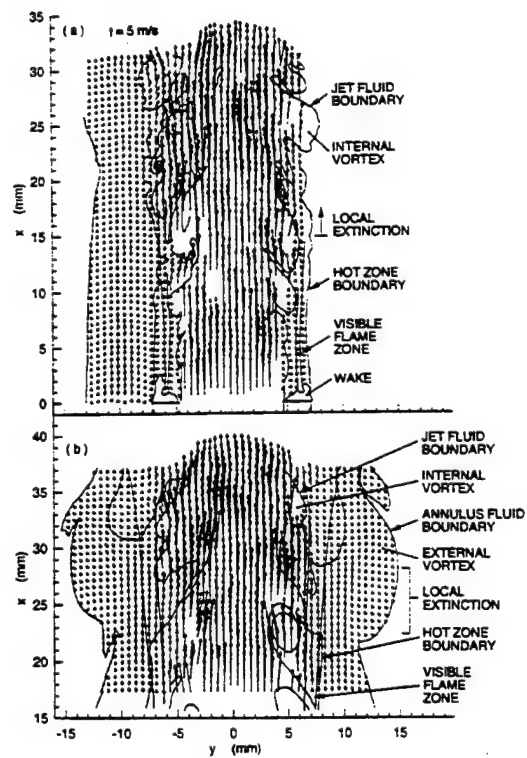 35
(a)
t=5 m/s
30
25
20
15
10
5
0
x (mm)
JET FLUID
BOUNDARY
INTERNAL
VORTEX
LOCAL
EXTINCTION
HOT ZONE
BOUNDARY
VISIBLE
FLAME
ZONE
WAKE
40
(b)
35
30
25
20
15
x (mm)
JET FLUID
BOUNDARY
INTERNAL
VORTEX
ANNULUS FLUID
BOUNDARY
EXTERNAL
VORTEX
LOCAL
EXTINCTION
HOT ZONE
BOUNDARY
VISIBLE
FLAME
ZONE
-15 -10 -5 0 5 10 15
y (mm)